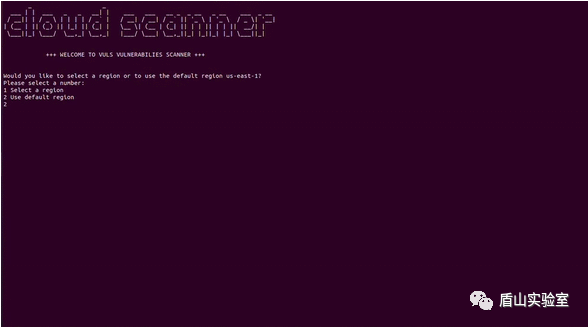 cloud scanner
+++ WELCOME TO VULS VULNERABILIES SCANNER +++
Would you like to select a region or to use the default region us-east-1?
Please select a number:
1 Select a region
2 Use default region
2
盾山实验室